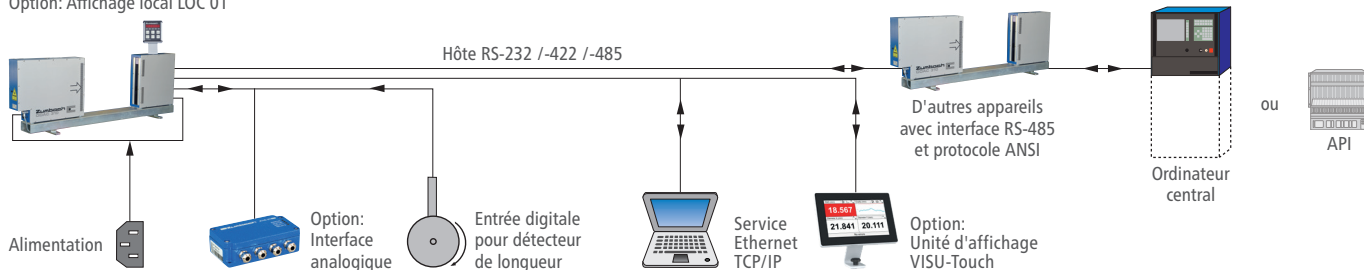 Option: Affichage local LOC 01
Hôte RS-232 /-422 /-485
zumbach
zumbach
D'autres appareils
avec interface RS-485
et protocole ANSI
ou
API
Ordinateur
central
Alimentation
Option:
Interface
analogique
Entrée digitale
pour détecteur
de longueur
Service
Ethernet
TCP/IP
18.567
21.841 20.111
Option:
Unité d'affichage
VISU-Touch